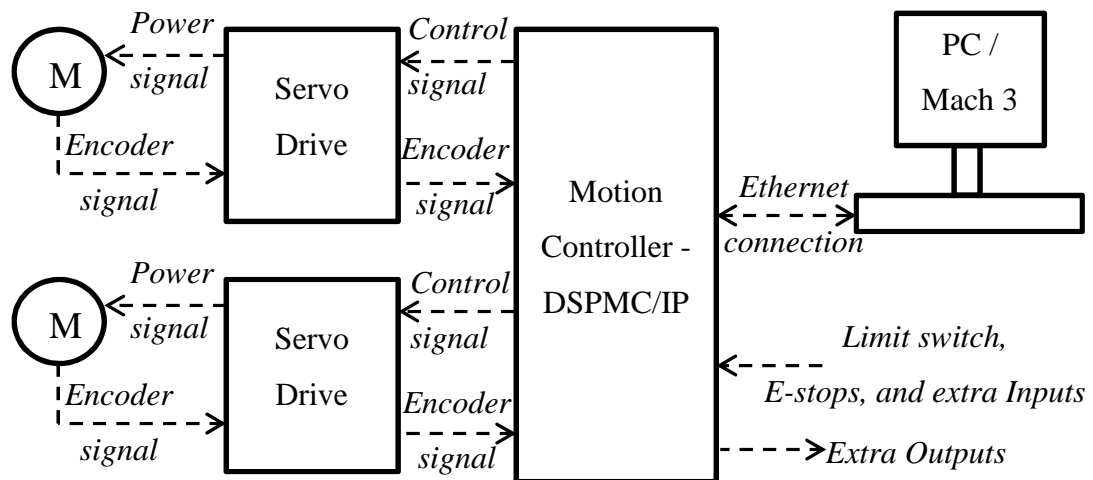 Power
signal
M
Encoder
signal
Servo
Drive
Control
signal
Encoder
signal
Motion
Controller -
DSPMC/IP
PC /
Mach 3
Ethernet
connection
Power
signal
M
Encoder
signal
Servo
Drive
Control
signal
Encoder
signal
Limit switch,
E-stops, and extra Inputs
Extra Outputs